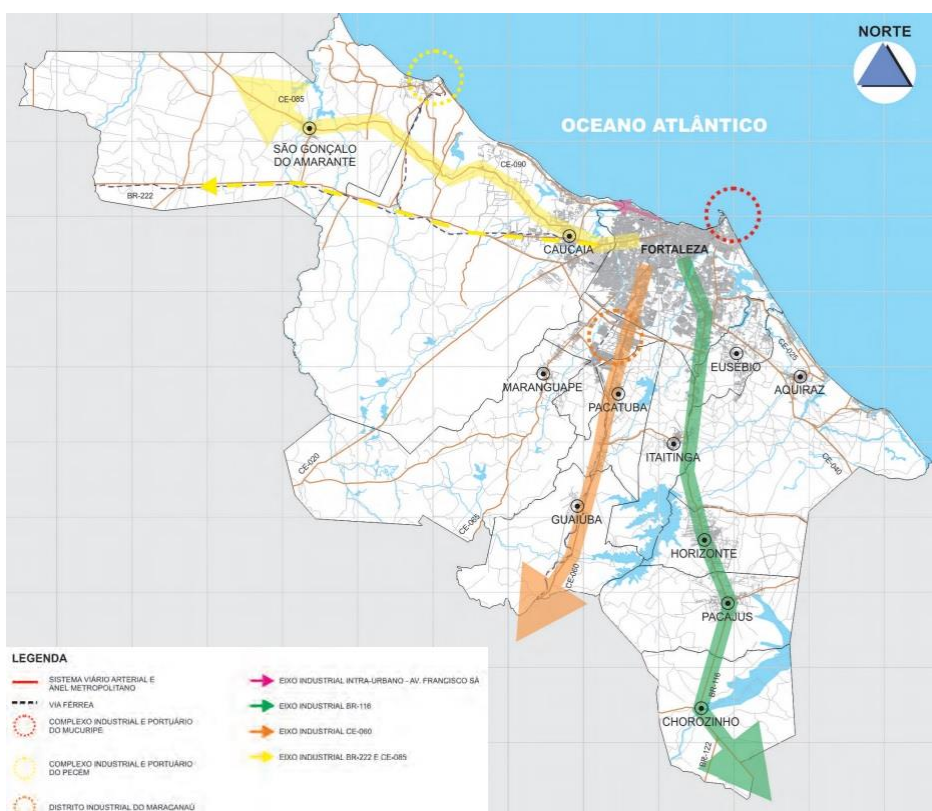 NORTE
OCEANO ATLÂNTICO
CE-085
SÃO GONÇALO
DO AMARANTE
CE-090
BR-222
CAUCAIA
FORTALEZA
CE-025
EUSÉBIO
AQUIRAZ
MARANGUAPE
PACATUBA
ITAITINGA
CE-040
CE-020
CE-065
GUAIÚBA
HORIZONTE
CE-060
PACAJUS
BR-116
CHOROZINHO
BR-122
LEGENDA
SISTEMA VIÁRIO ARTERIAL E
ANEL METROPOLITANO
VIA FÉRREA
COMPLEXO INDUSTRIAL E PORTUÁRIO
DO MUCURIPE
COMPLEXO INDUSTRIAL E PORTUÁRIO
DO PECÉM
DISTRITO INDUSTRIAL DO MARACANAÚ
EIXO INDUSTRIAL INTRA-URBANO - AV. FRANCISCO SÁ
EIXO INDUSTRIAL BR-116
EIXO INDUSTRIAL CE-060
EIXO INDUSTRIAL BR-222 E CE-085